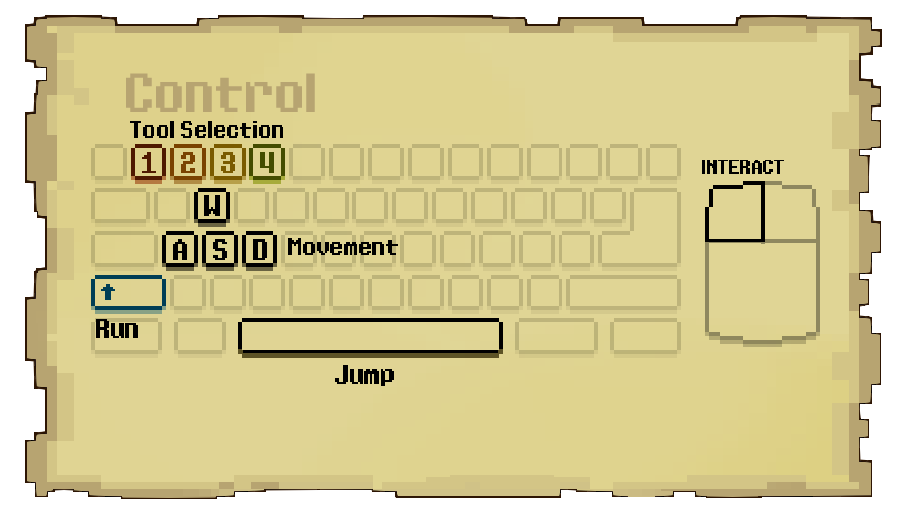 Control
Tool Selection
1 2 3 4
INTERACT
W
A S D Movement
↑
Run
Jump